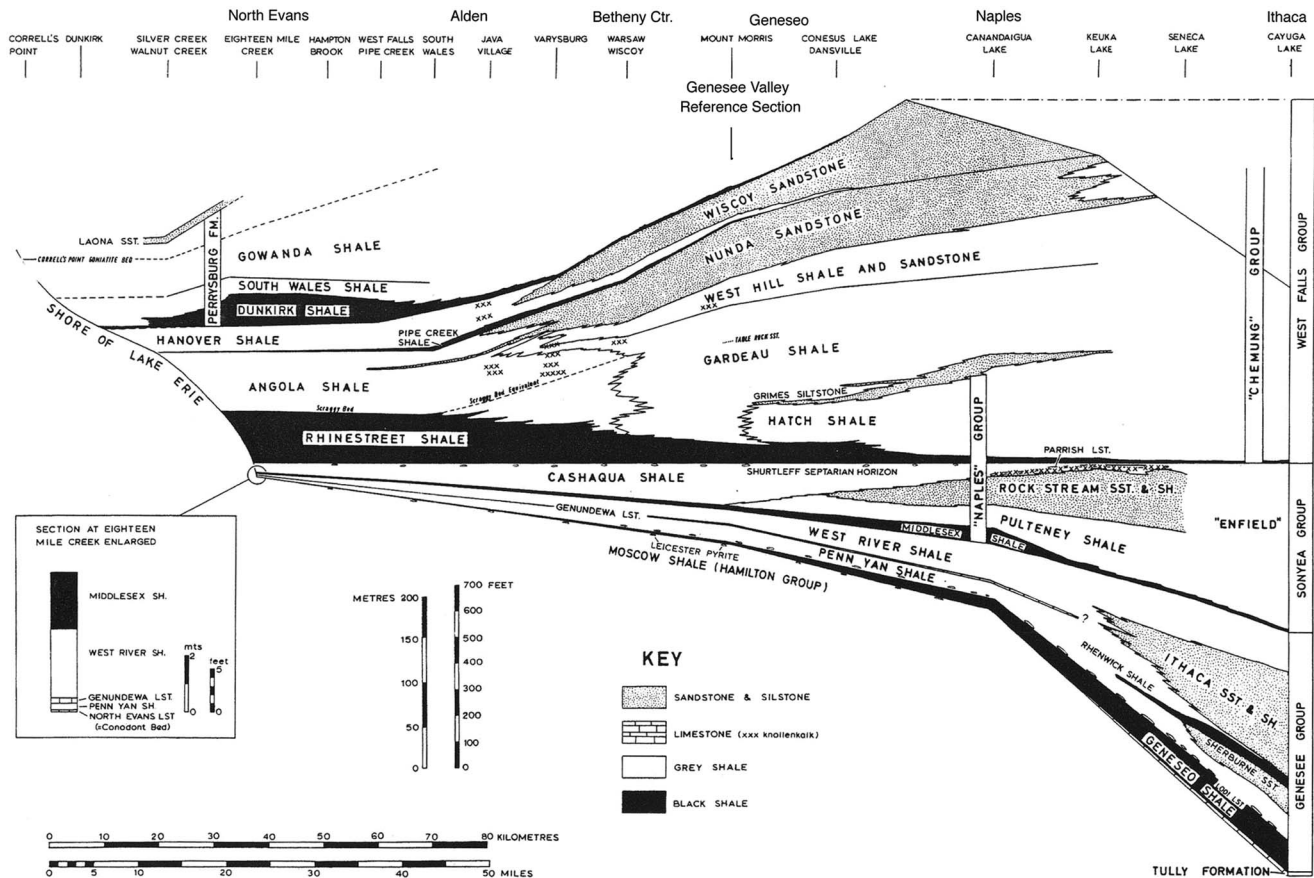 North Evans
Alden
Betheny Ctr.
Geneseo
Naples
Ithaca
CORRELL'S POINT
DUNKIRK
SILVER CREEK
WALNUT CREEK
EIGHTEEN MILE CREEK
HAMPTON BROOK
WEST FALLS
PIPE CREEK
SOUTH WALES
JAVA VILLAGE
VARYSBURG
WARSAW
WISCOY
MOUNT MORRIS
CONESUS LAKE
DANSVILLE
CANANDAIGUA LAKE
KEUKA LAKE
SENECA LAKE
CAYUGA LAKE
Genesee Valley
Reference Section
LAONA SST.
CORRELL'S POINT GONIATITE BED
PERRYSBURG FM.
GOWANDA SHALE
SOUTH WALES SHALE
DUNKIRK SHALE
HANOVER SHALE
PIPE CREEK
SHALE
SHORE OF LAKE ERIE
ANGOLA SHALE
Scraggy Bed
Scraggy Bed Equivalent
RHINESTREET SHALE
WISCOY SANDSTONE
NUNDA SANDSTONE
WEST HILL SHALE AND SANDSTONE
xxx
TABLE ROCK SST.
GARDEAU SHALE
GRIMES SILTSTONE
HATCH SHALE
"NAPLES" GROUP
"CHEMUNG" GROUP
WEST FALLS GROUP
CASHAQUA SHALE
SHURTLEFF SEPTARIAN HORIZON
PARRISH LST.
ROCK STREAM SST. & SH.
"ENFIELD"
SONYEA GROUP
GENUNDEWA LST.
MIDDLESEX SHALE
PULTENEY SHALE
WEST RIVER SHALE
LEICESTER PYRITE
PENN YAN SHALE
MOSCOW SHALE (HAMILTON GROUP)
?
RHENWICK SHALE
ITHACA SST & SH.
SHERBURNE SST.
LODI LST.
GENESEO SHALE
GENESEE GROUP
TULLY FORMATION
SECTION AT EIGHTEEN
MILE CREEK ENLARGED
MIDDLESEX SH.
WEST RIVER SH.
GENUNDEWA LST.
PENN YAN SH.
NORTH EVANS LST
(=Conodont Bed)
mts
2
0
feet
5
0
METRES 200
150
100
50
0
700 FEET
600
500
400
300
200
100
0
KEY
SANDSTONE & SILSTONE
LIMESTONE (xxx knollenkalk)
GREY SHALE
BLACK SHALE
0 10 20 30 40 50 60 70 80 KILOMETRES
0 5 10 20 30 40 50 MILES